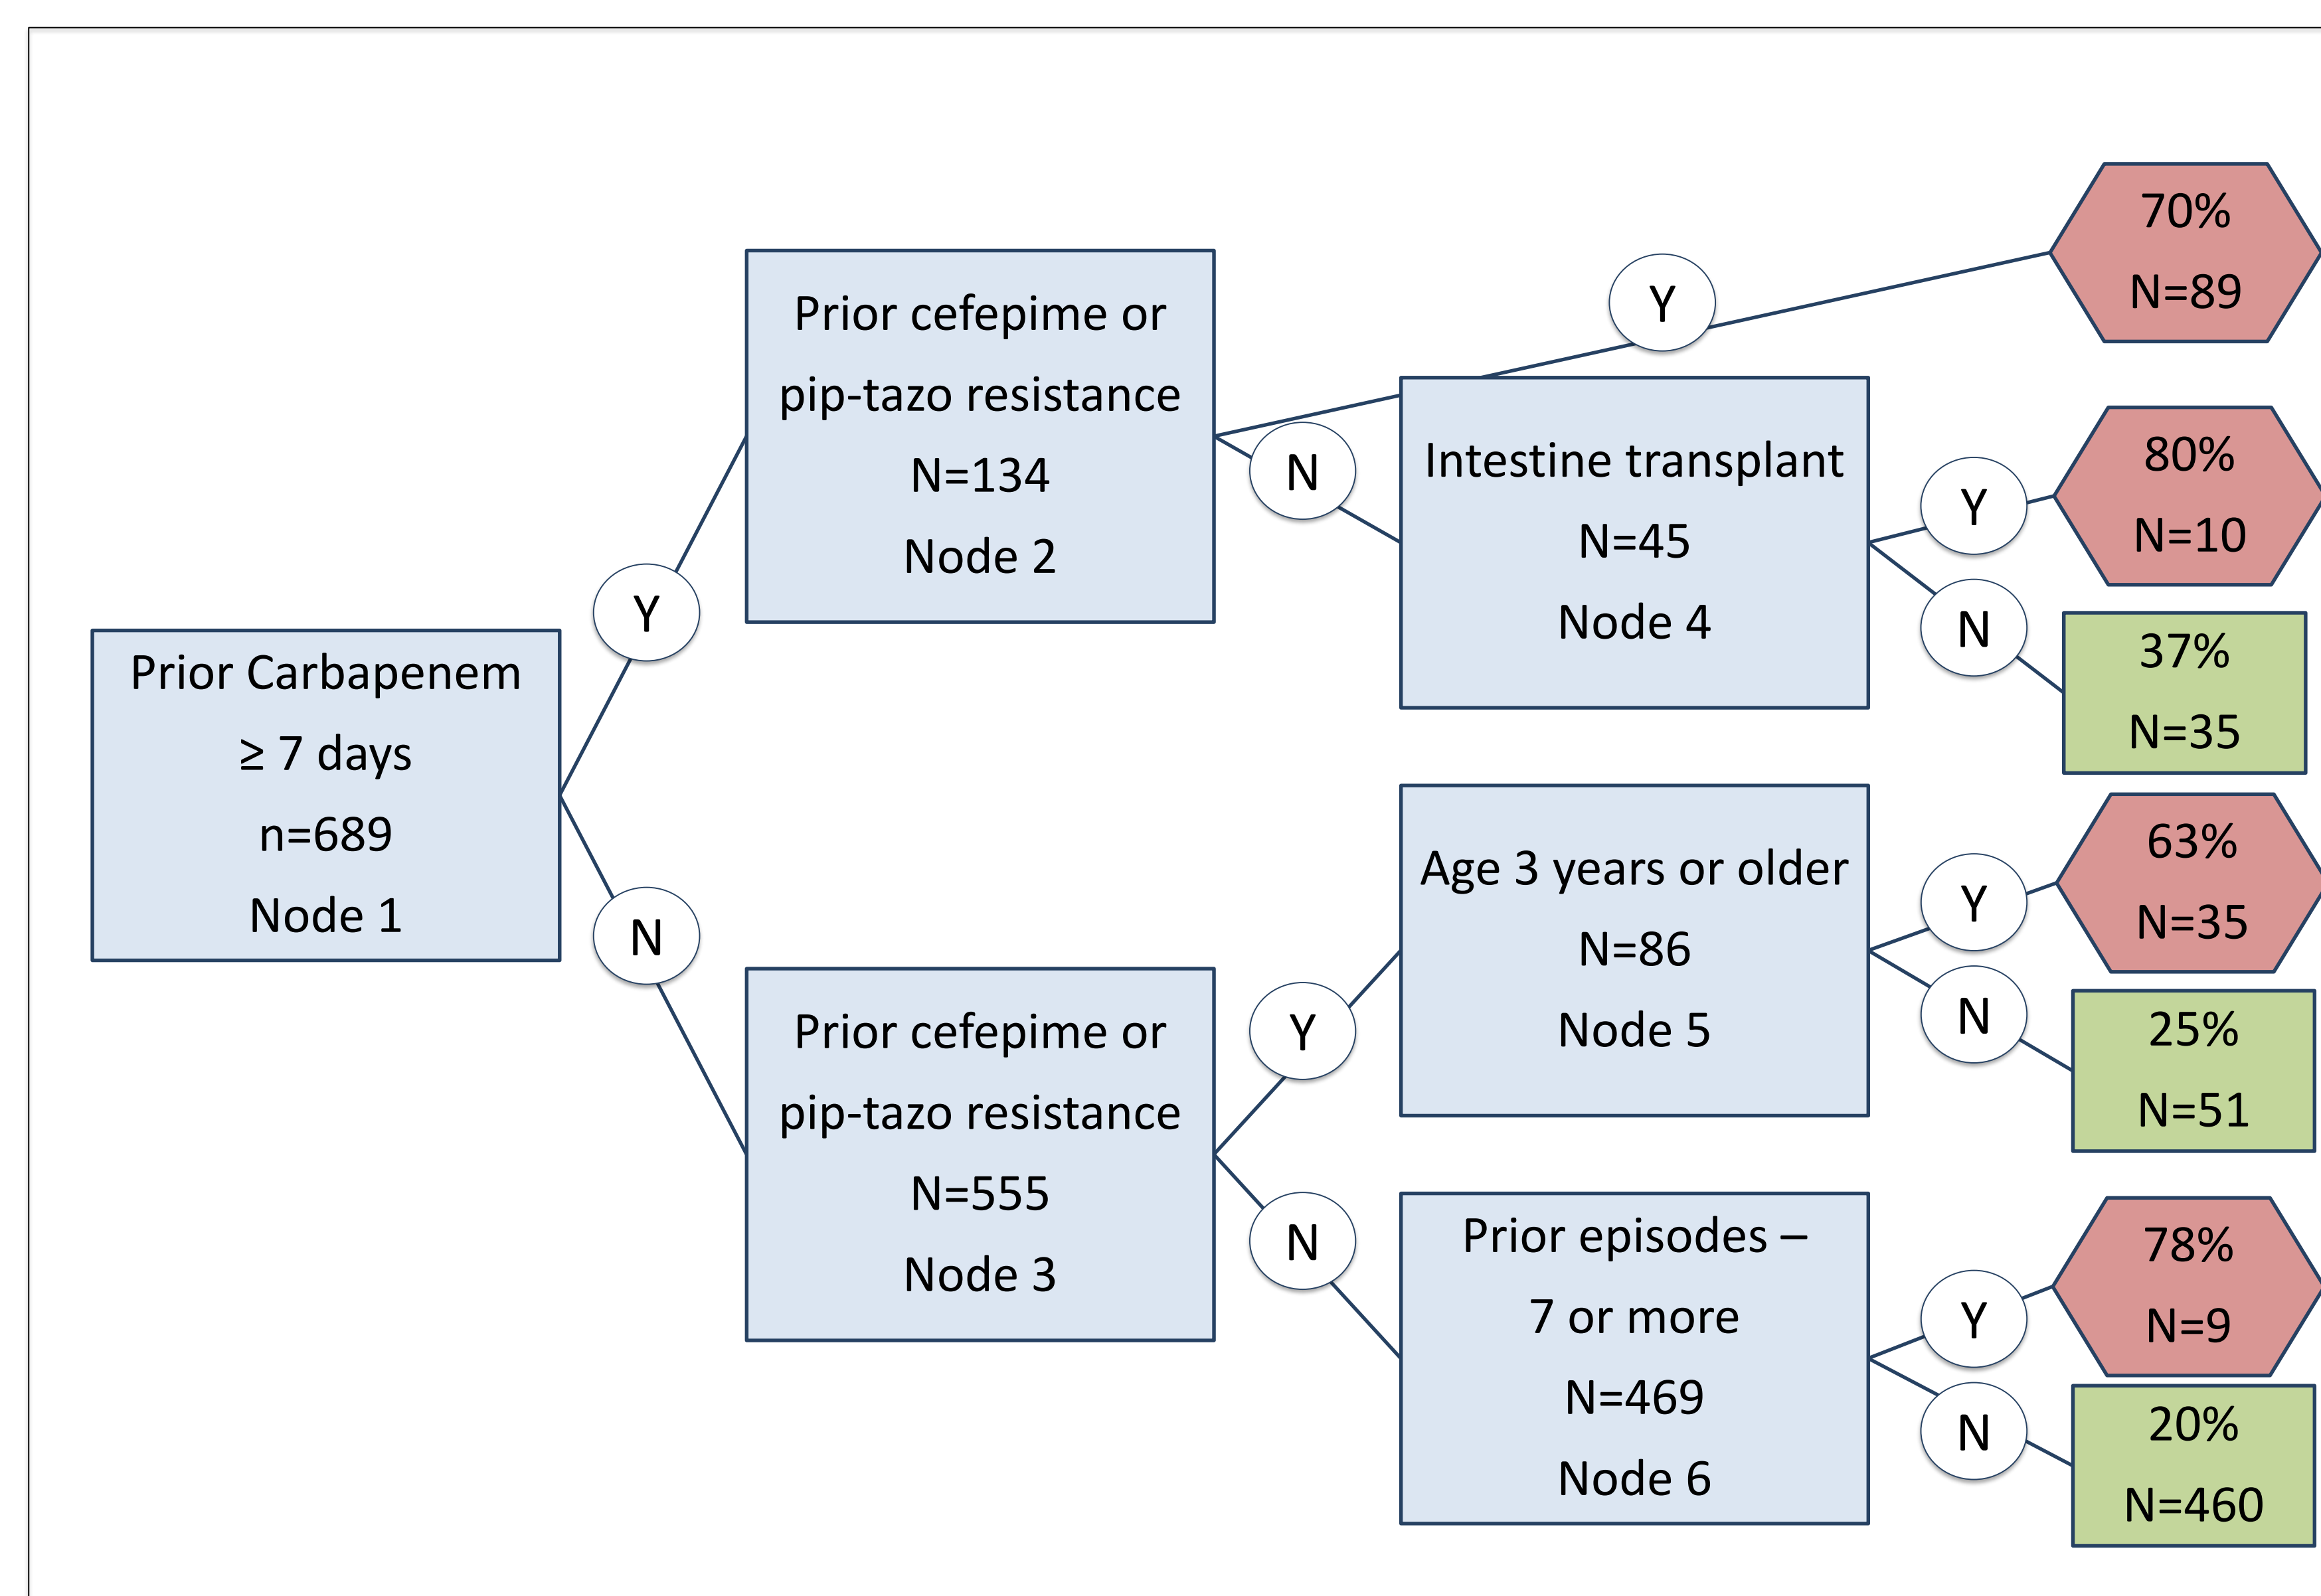 Prior Carbapenem
≥ 7 days
n=689
Node 1
Y
N
Prior cefepime or
pip-tazo resistance
N=134
Node 2
Y
N
Prior cefepime or
pip-tazo resistance
N=555
Node 3
Y
N
Intestine transplant
N=45
Node 4
Y
N
Age 3 years or older
N=86
Node 5
Y
N
Prior episodes –
7 or more
N=469
Node 6
Y
N
70%
N=89
80%
N=10
37%
N=35
63%
N=35
25%
N=51
78%
N=9
20%
N=460